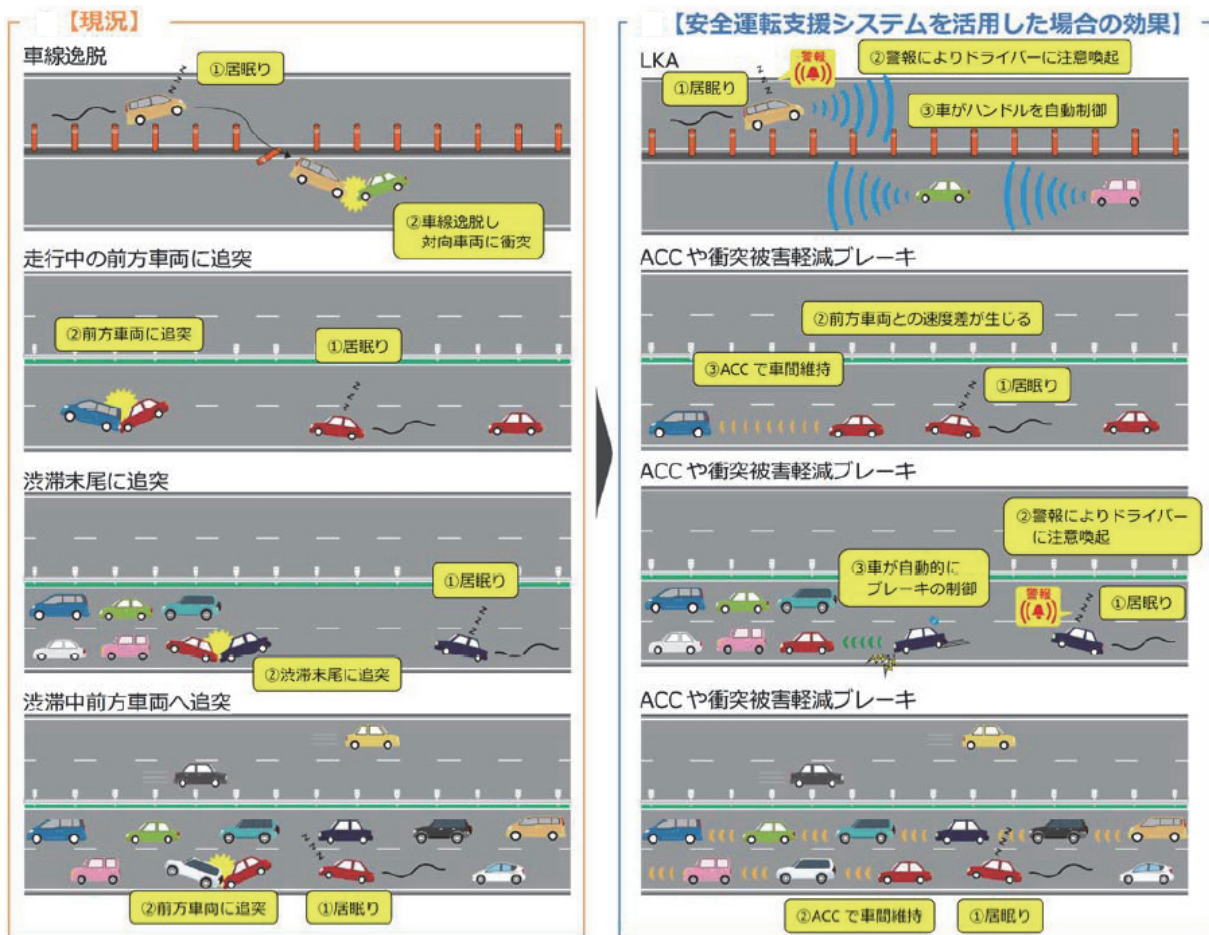 【現況】
車線逸脱
①居眠り
zzz
②車線逸脱し
対向車両に衝突
走行中の前方車両に追突
②前方車両に追突
①居眠り
zzz
渋滞末尾に追突
①居眠り
zzz
②渋滞末尾に追突
渋滞中前方車両へ追突
zzz
②前方車両に追突
①居眠り
【安全運転支援システムを活用した場合の効果】
LKA
①居眠り
zzz
警報
②警報によりドライバーに注意喚起
③車がハンドルを自動制御
ACCや衝突被害軽減ブレーキ
②前方車両との速度差が生じる
③ACCで車間維持
①居眠り
zzz
ACCや衝突被害軽減ブレーキ
②警報によりドライバー
に注意喚起
③車が自動的に
ブレーキの制御
警報
zzz
①居眠り
ACCや衝突被害軽減ブレーキ
zzz
②ACCで車間維持
①居眠り